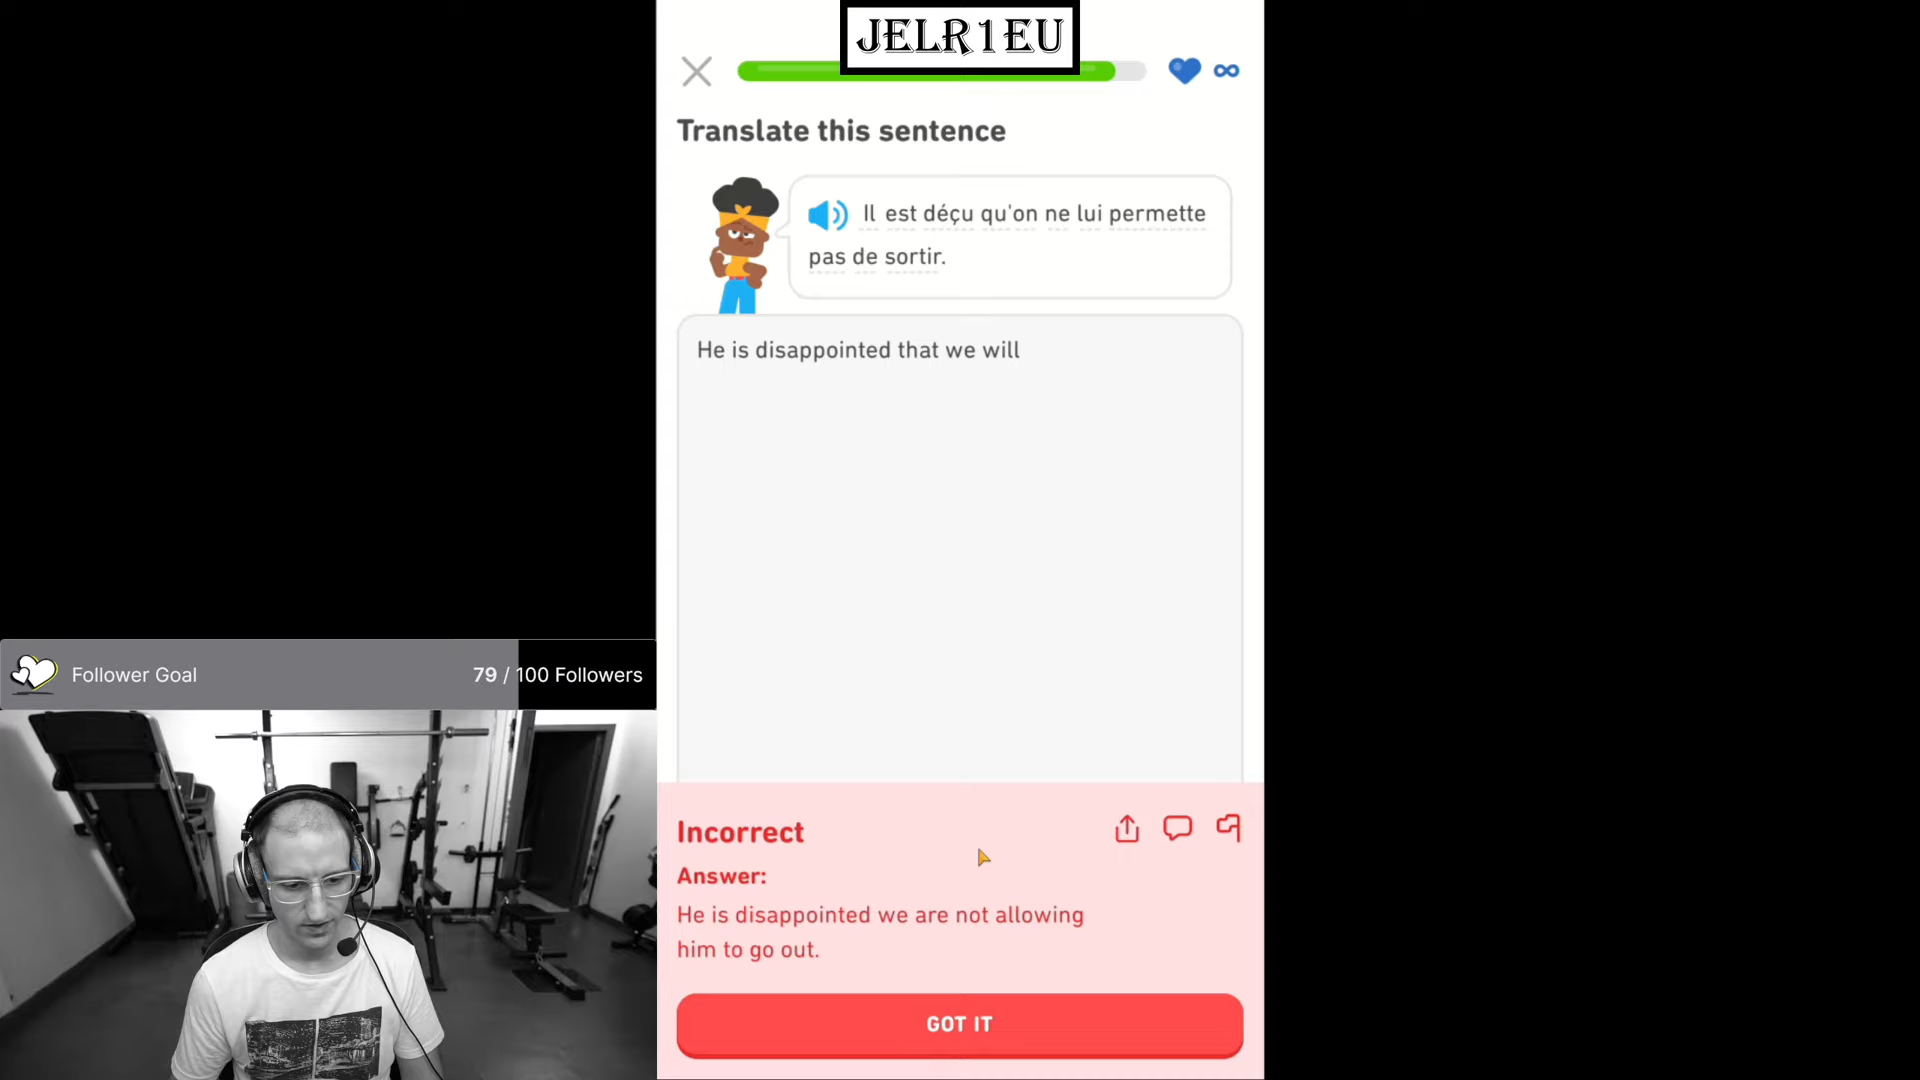 JELR1EU
Translate this sentence
Il est déçu qu'on ne lui permette
pas de sortir.
He is disappointed that we will
Follower Goal
79 / 100 Followers
Incorrect
Answer:
He is disappointed we are not allowing
him to go out.
GOT IT